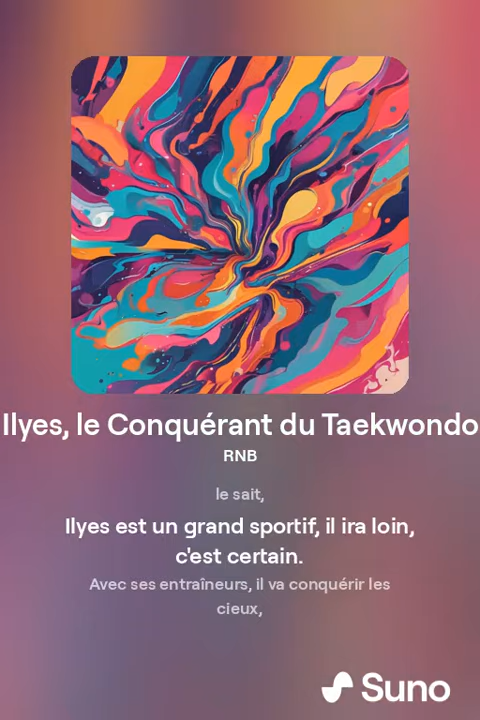 Ilyes, le Conquérant du Taekwondo
RNB
le sait,
Ilyes est un grand sportif, il ira loin,
c'est certain.
Avec ses entraîneurs, il va conquérir les
cieux,
Suno